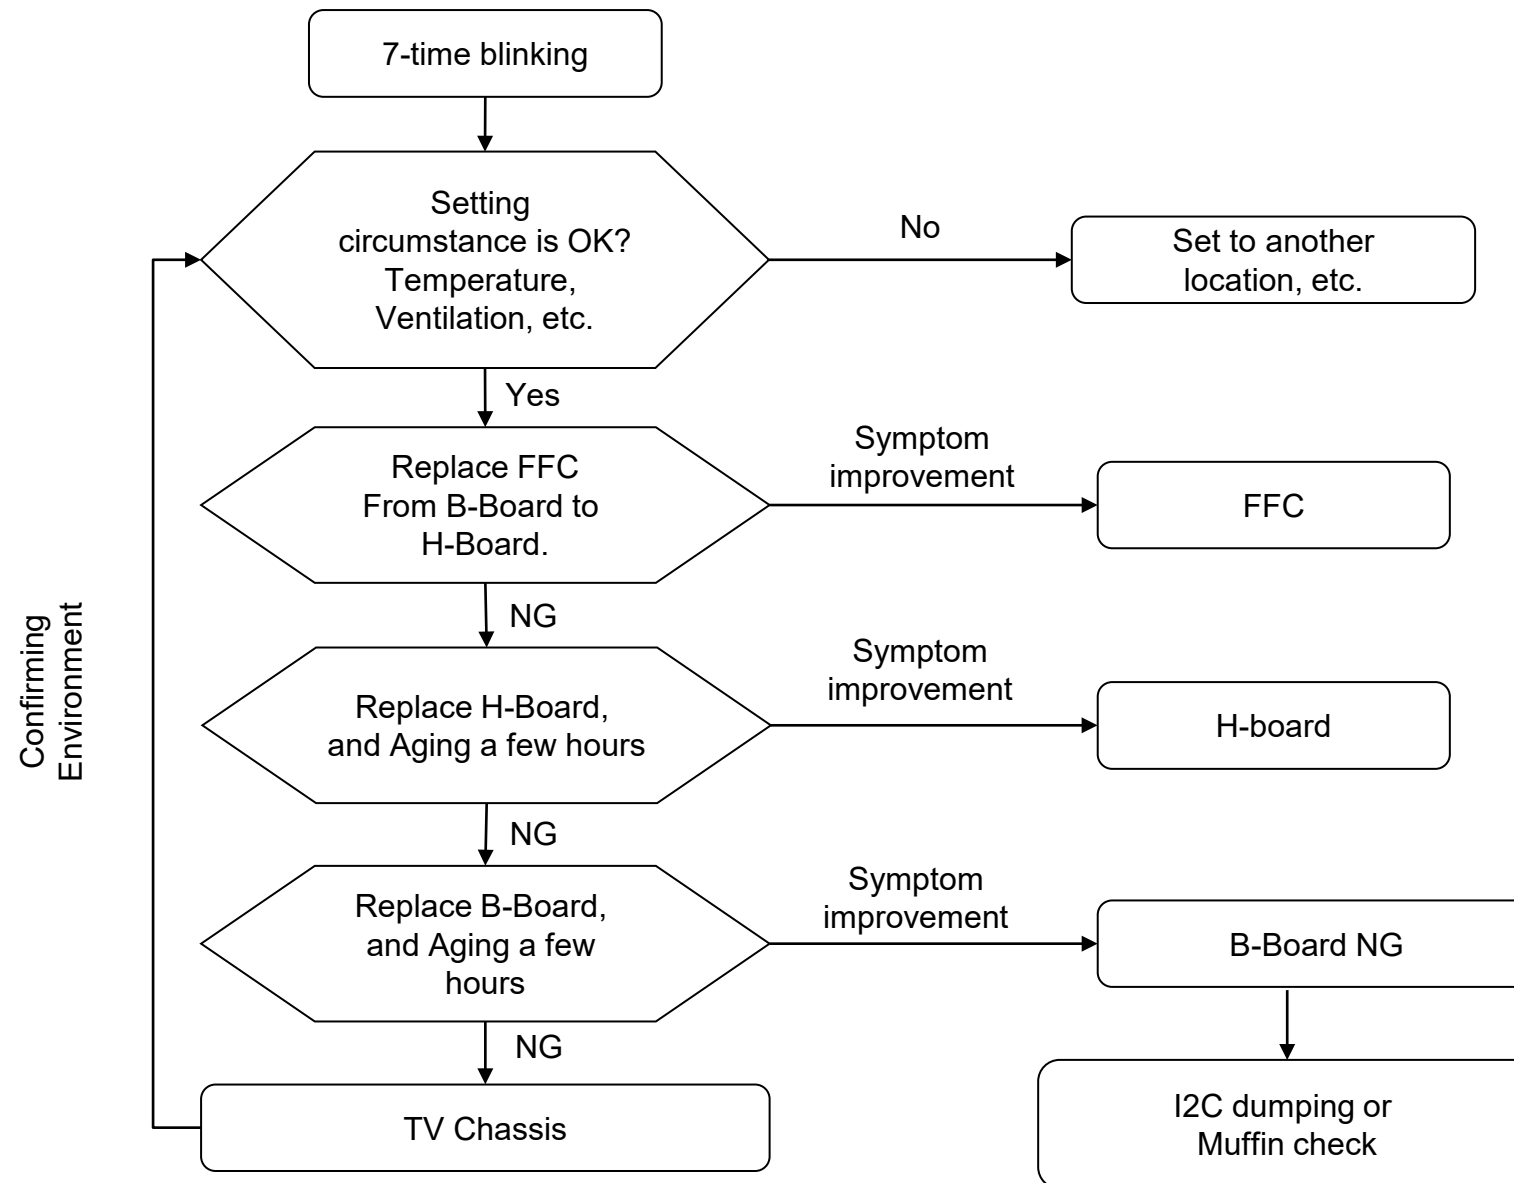 7-time blinking
Setting
circumstance is OK?
Temperature,
Ventilation, etc.
No
Set to another
location, etc.
Yes
Replace FFC
From B-Board to
H-Board.
Symptom
improvement
FFC
NG
Replace H-Board,
and Aging a few hours
Symptom
improvement
H-board
NG
Replace B-Board,
and Aging a few
hours
Symptom
improvement
B-Board NG
NG
TV Chassis
I2C dumping or
Muffin check
Confirming
Environment